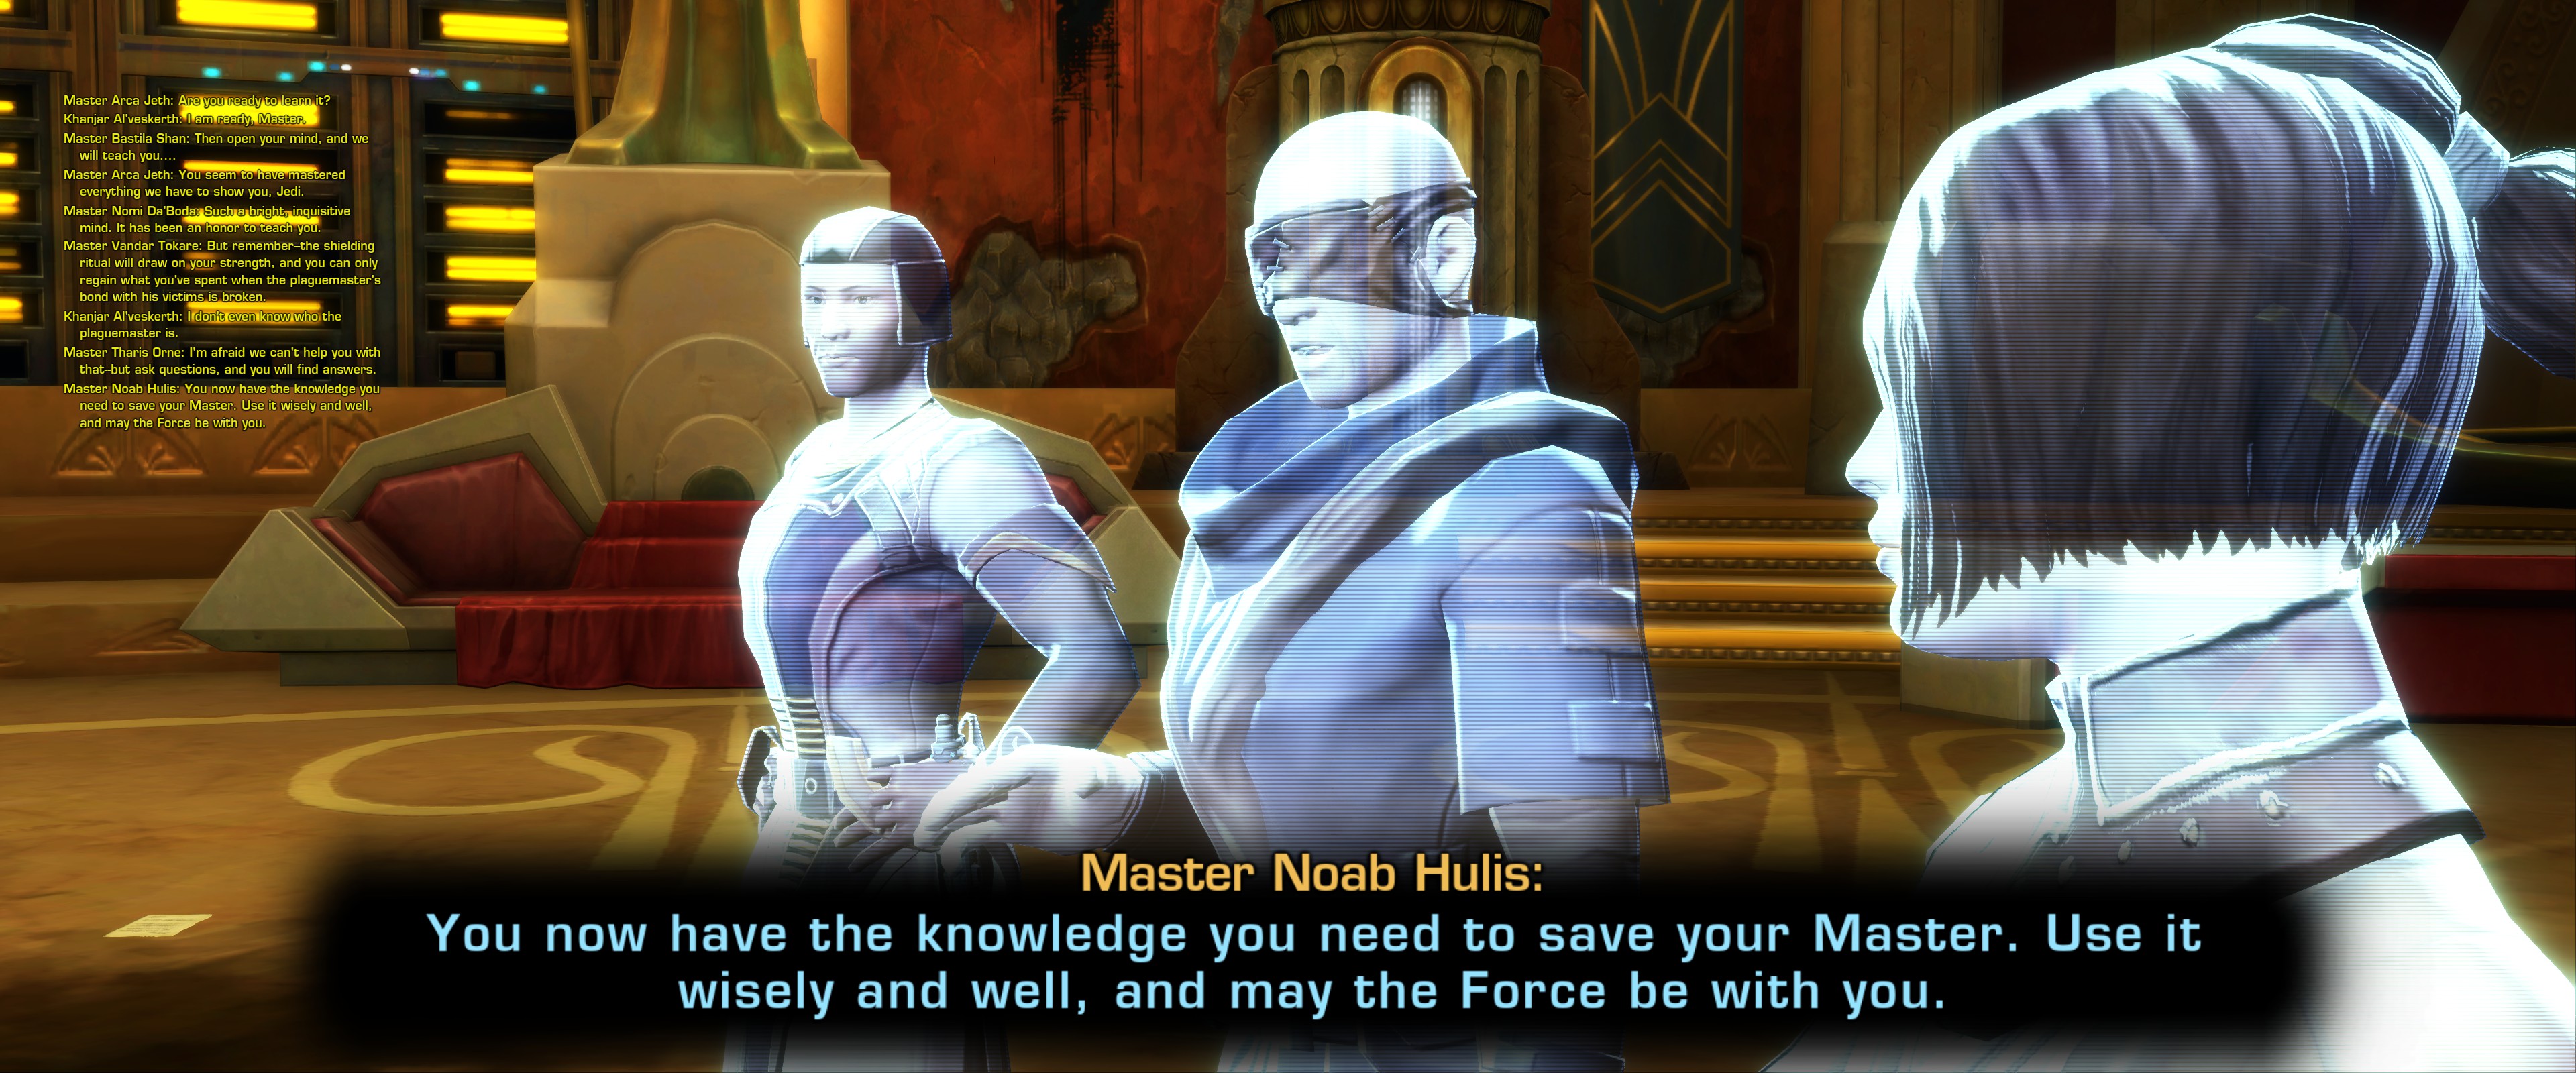 Master Arca Jeth: Are you ready to learn it?
Khanjar Al'veskerth: I am ready, Master.
Master Bastila Shan: Then open your mind, and we
will teach you....
Master Arca Jeth: You seem to have mastered
everything we have to show you, Jedi.
Master Nomi Da'Boda: Such a bright, inquisitive
mind. It has been an honor to teach you.
Master Vandar Tokare: But remember--the shielding
ritual will draw on your strength, and you can only
regain what you've spent when the plaguemaster's
bond with his victims is broken.
Khanjar Al'veskerth: I don't even know who the
plaguemaster is.
Master Tharis Orne: I'm afraid we can't help you with
that--but ask questions, and you will find answers.
Master Noab Hulis: You now have the knowledge you
need to save your Master. Use it wisely and well,
and may the Force be with you.
Master Noab Hulis:
You now have the knowledge you need to save your Master. Use it
wisely and well, and may the Force be with you.